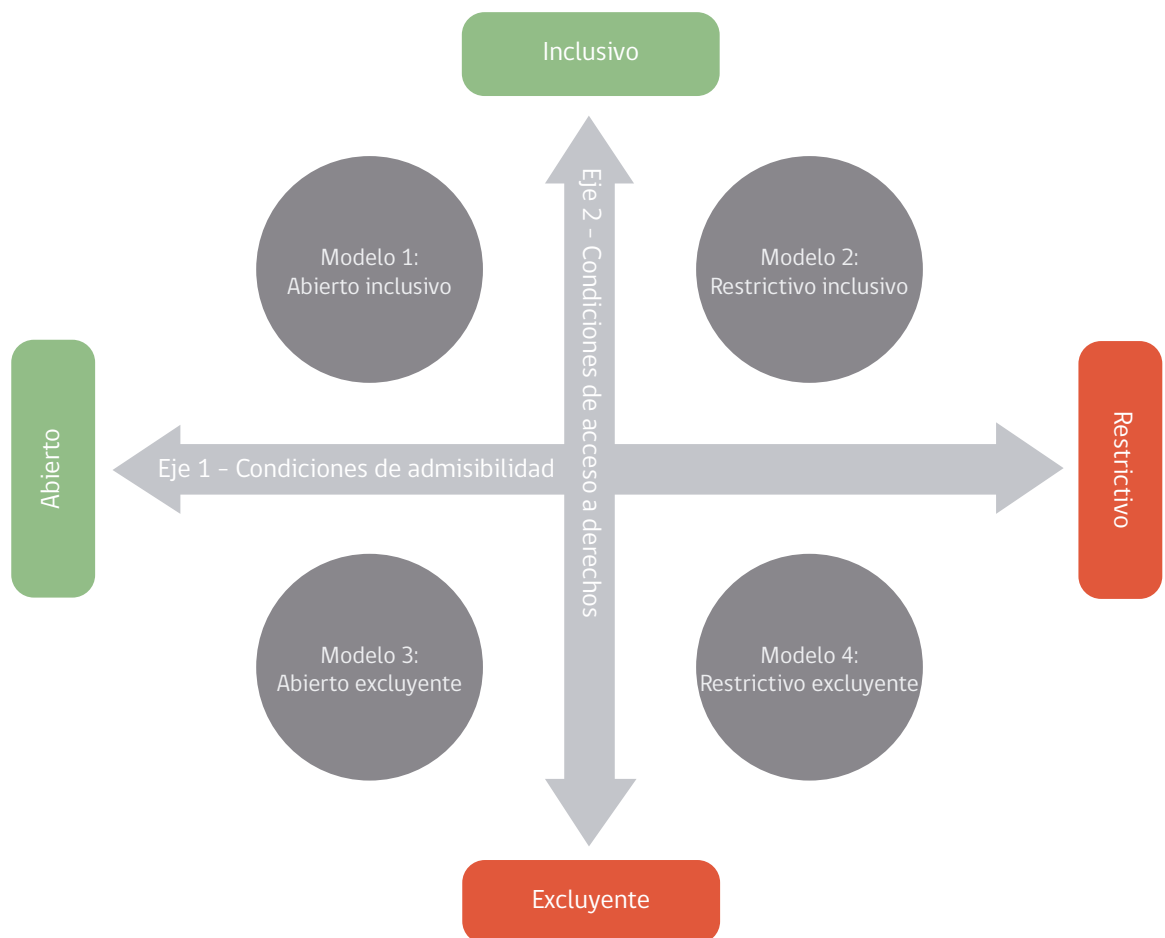 Inclusivo
Eje 2 – Condiciones de acceso a derechos
Modelo 1:
Abierto inclusivo
Modelo 2:
Restrictivo inclusivo
Abierto
Eje 1 – Condiciones de admisibilidad
Restrictivo
Modelo 3:
Abierto excluyente
Modelo 4:
Restrictivo excluyente
Excluyente